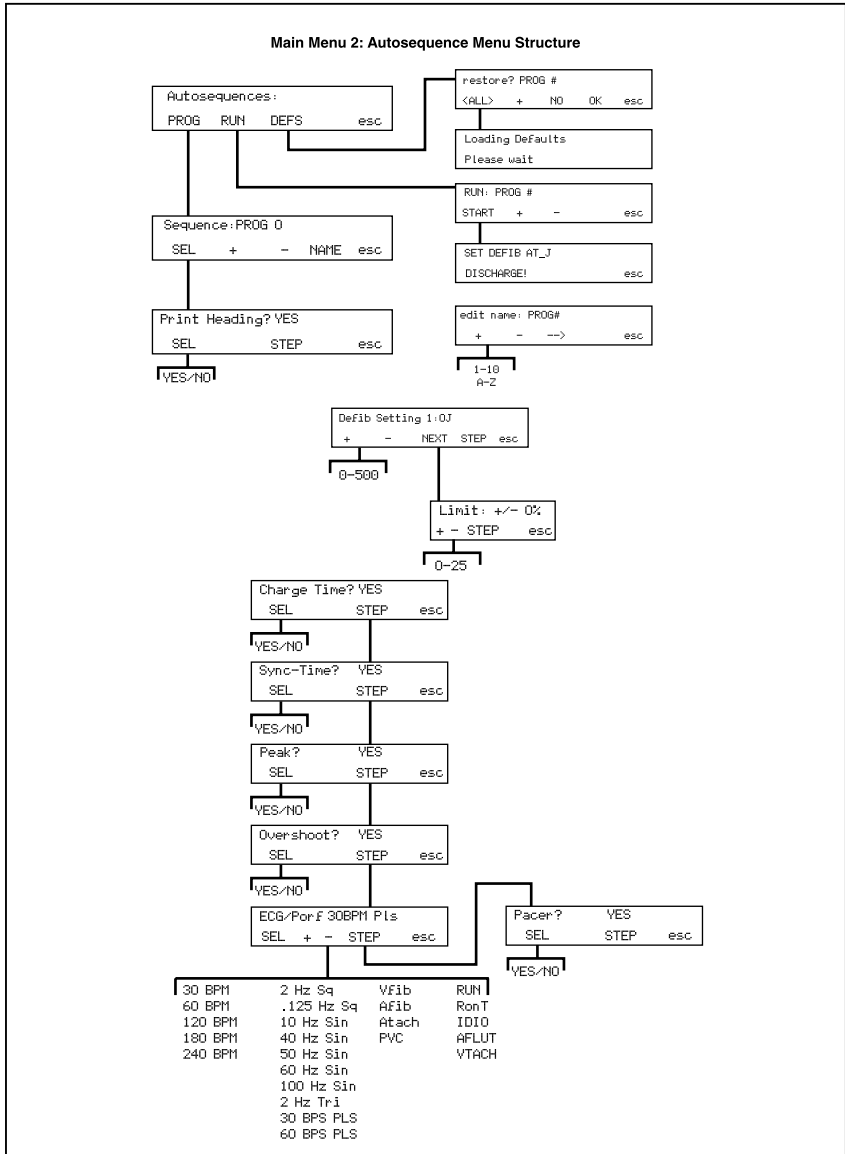 Main Menu 2: Autosequence Menu Structure
Autosequences:
PROG RUN DEFS esc
restore? PROG #
<ALL> + NO OK esc
Loading Defaults
Please wait
RUN: PROG #
START + - esc
Sequence:PROG 0
SEL + - NAME esc
SET DEFIB AT_J
DISCHARGE! esc
Print Heading? YES
SEL STEP esc
YES/NO
edit name: PROG#
+ - --> esc
1-10
A-Z
Defib Setting 1:0J
+ - NEXT STEP esc
0-500
Limit: +/- 0%
+ - STEP esc
0-25
Charge Time? YES
SEL STEP esc
YES/NO
Sync-Time? YES
SEL STEP esc
YES/NO
Peak? YES
SEL STEP esc
YES/NO
Overshoot? YES
SEL STEP esc
YES/NO
ECG/Porf 30BPM Pls
SEL + - STEP esc
Pacer? YES
SEL STEP esc
YES/NO
30 BPM 2 Hz Sq Vfib RUN
60 BPM .125 Hz Sq Afib RonT
120 BPM 10 Hz Sin Atach IDIO
180 BPM 40 Hz Sin PVC AFLUT
240 BPM 50 Hz Sin VTACH
60 Hz Sin
100 Hz Sin
2 Hz Tri
30 BPS PLS
60 BPS PLS